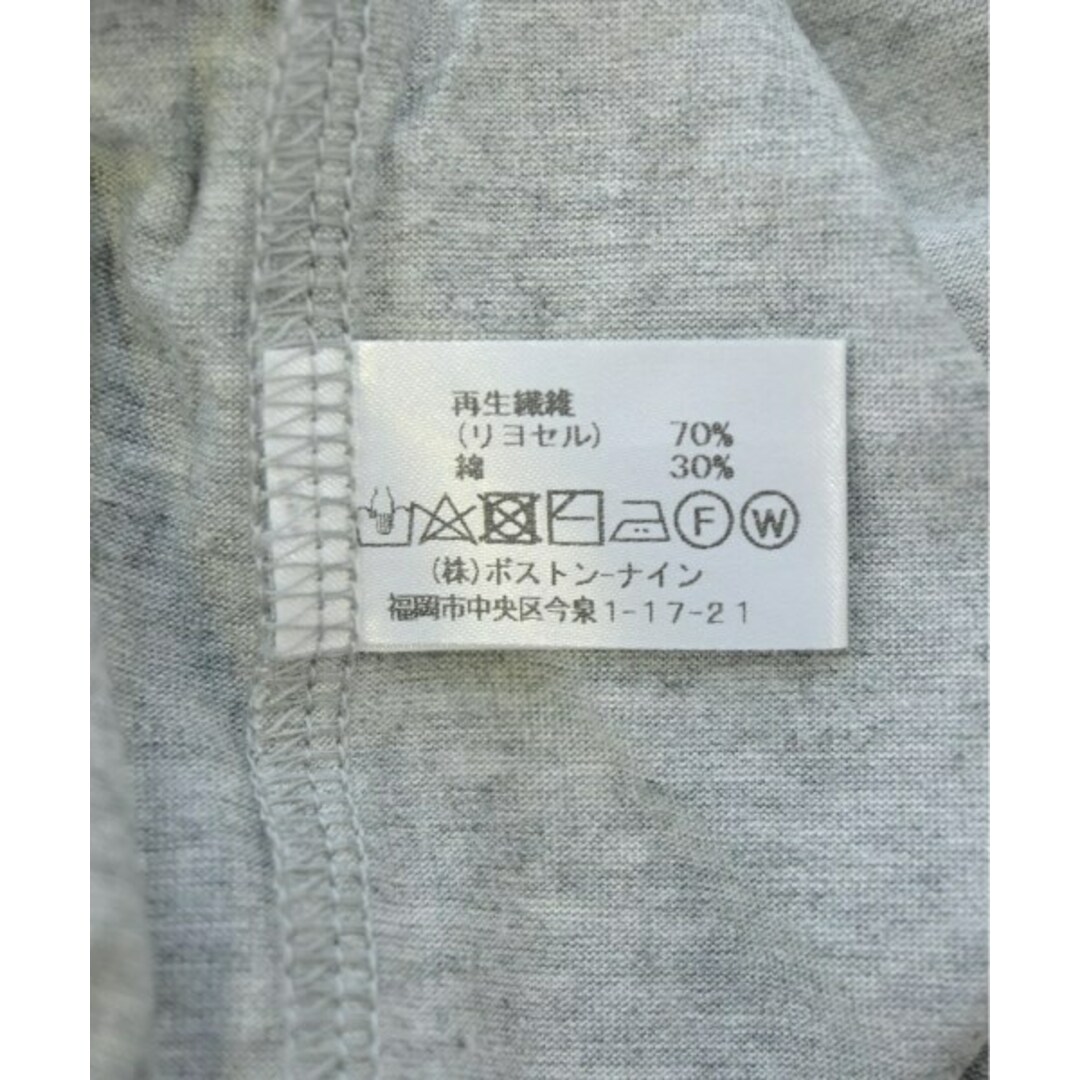 再生繊維
(リヨセル) 70%
綿 30%
F W
(株)ボストン-ナイン
福岡市中央区今泉1-17-21